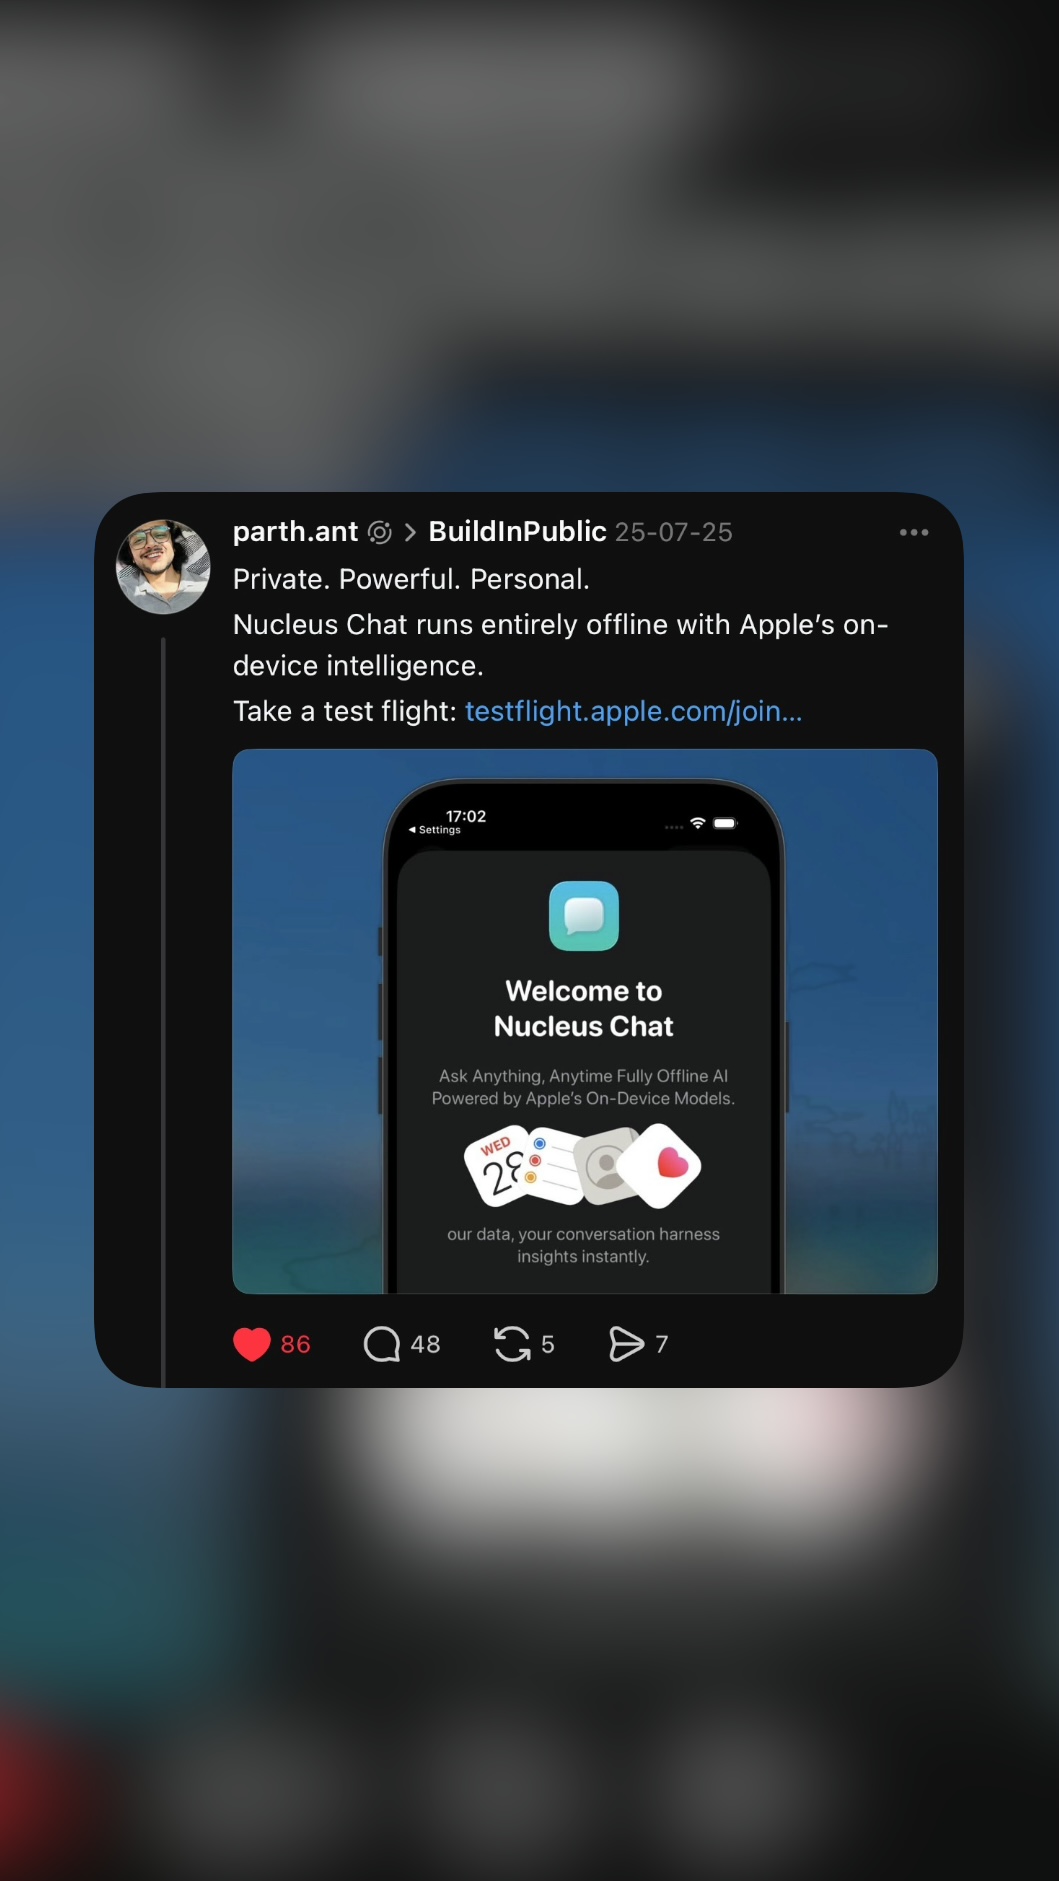 parth.ant > BuildInPublic 25-07-25
Private. Powerful. Personal.
Nucleus Chat runs entirely offline with Apple’s on-
device intelligence.
Take a test flight: testflight.apple.com/join...
17:02
◀ Settings
Welcome to
Nucleus Chat
Ask Anything, Anytime Fully Offline AI
Powered by Apple’s On-Device Models.
WED
28
our data, your conversation harness
insights instantly.
86 48 5 7